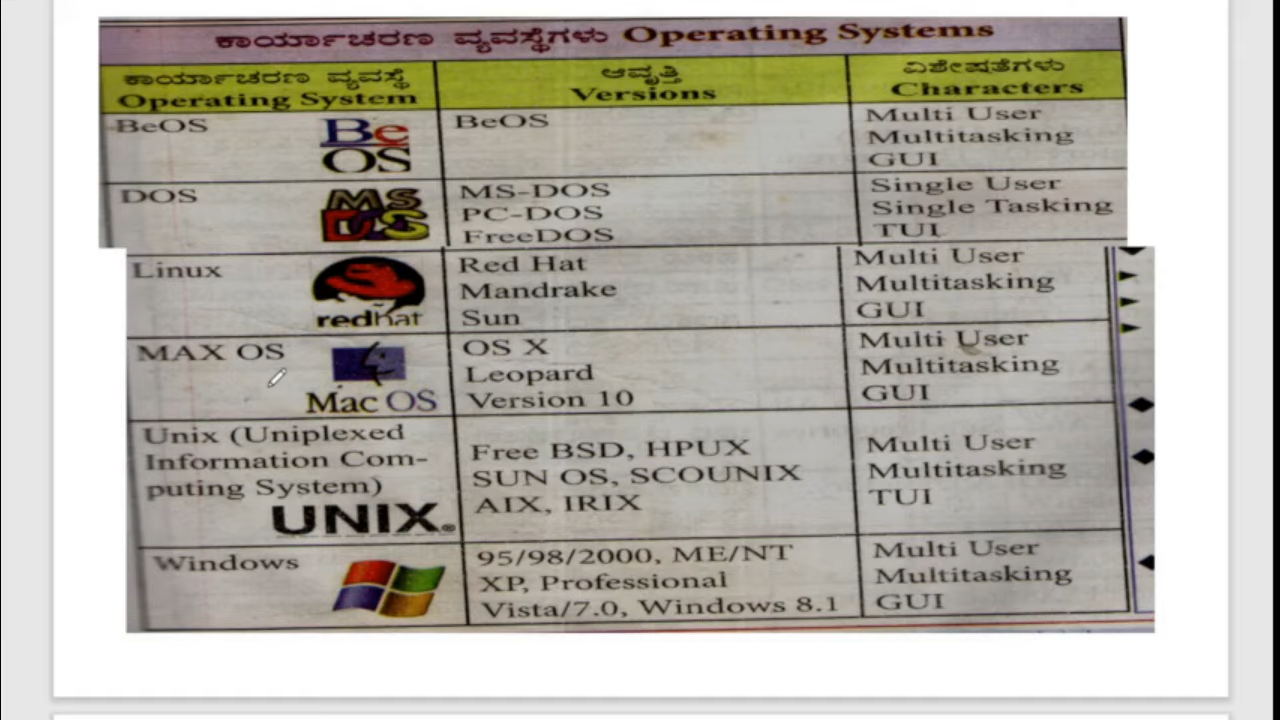 ಕಾರ್ಯಾಚರಣ ವ್ಯವಸ್ಥೆಗಳು Operating Systems
ಕಾರ್ಯಾಚರಣ ವ್ಯವಸ್ಥೆ
Operating System
ಆವೃತ್ತಿ
Versions
ವಿಶೇಷತೆಗಳು
Characters
BeOS
Be
OS
BeOS
Multi User
Multitasking
GUI
DOS
MS
DOS
MS-DOS
PC-DOS
FreeDOS
Single User
Single Tasking
TUI
Linux
redhat
Red Hat
Mandrake
Sun
Multi User
Multitasking
GUI
MAX OS
Mac OS
OS X
Leopard
Version 10
Multi User
Multitasking
GUI
Unix (Uniplexed
Information Com-
puting System)
UNIX®
Free BSD, HPUX
SUN OS, SCOUNIX
AIX, IRIX
Multi User
Multitasking
TUI
Windows
95/98/2000, ME/NT
XP, Professional
Vista/7.0, Windows 8.1
Multi User
Multitasking
GUI